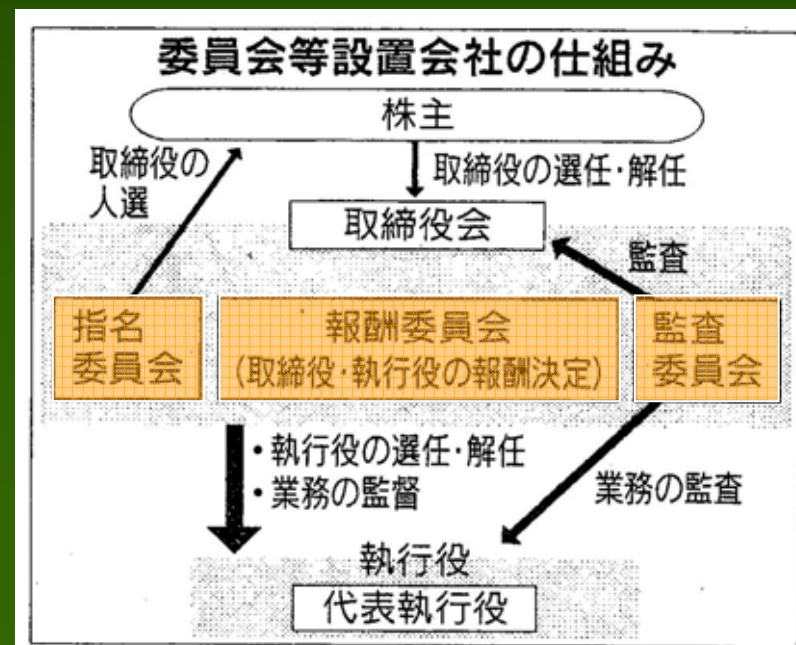 委員会等設置会社の仕組み
株主
取締役の
人選
取締役の選任・解任
取締役会
監査
指名
委員会
報酬委員会
(取締役・執行役の報酬決定)
監査
委員会
・執行役の選任・解任
・業務の監督
業務の監査
執行役
代表執行役